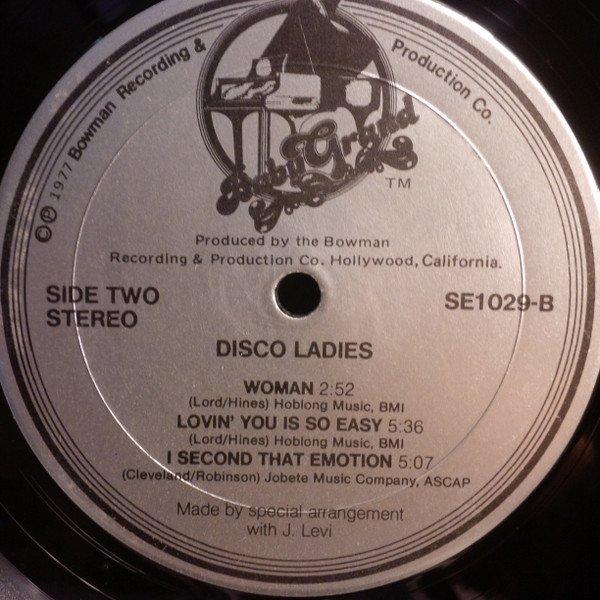 © ℗ 1977 Bowman Recording & Production Co.
Baby Grand
TM
Produced by the Bowman
Recording & Production Co. Hollywood, California.
SIDE TWO
STEREO
SE1029-B
DISCO LADIES
WOMAN 2:52
(Lord/Hines) Hoblong Music, BMI
LOVIN' YOU IS SO EASY 5:36
(Lord/Hines) Hoblong Music, BMI
I SECOND THAT EMOTION 5:07
(Cleveland/Robinson) Jobete Music Company, ASCAP
Made by special arrangement
with J. Levi